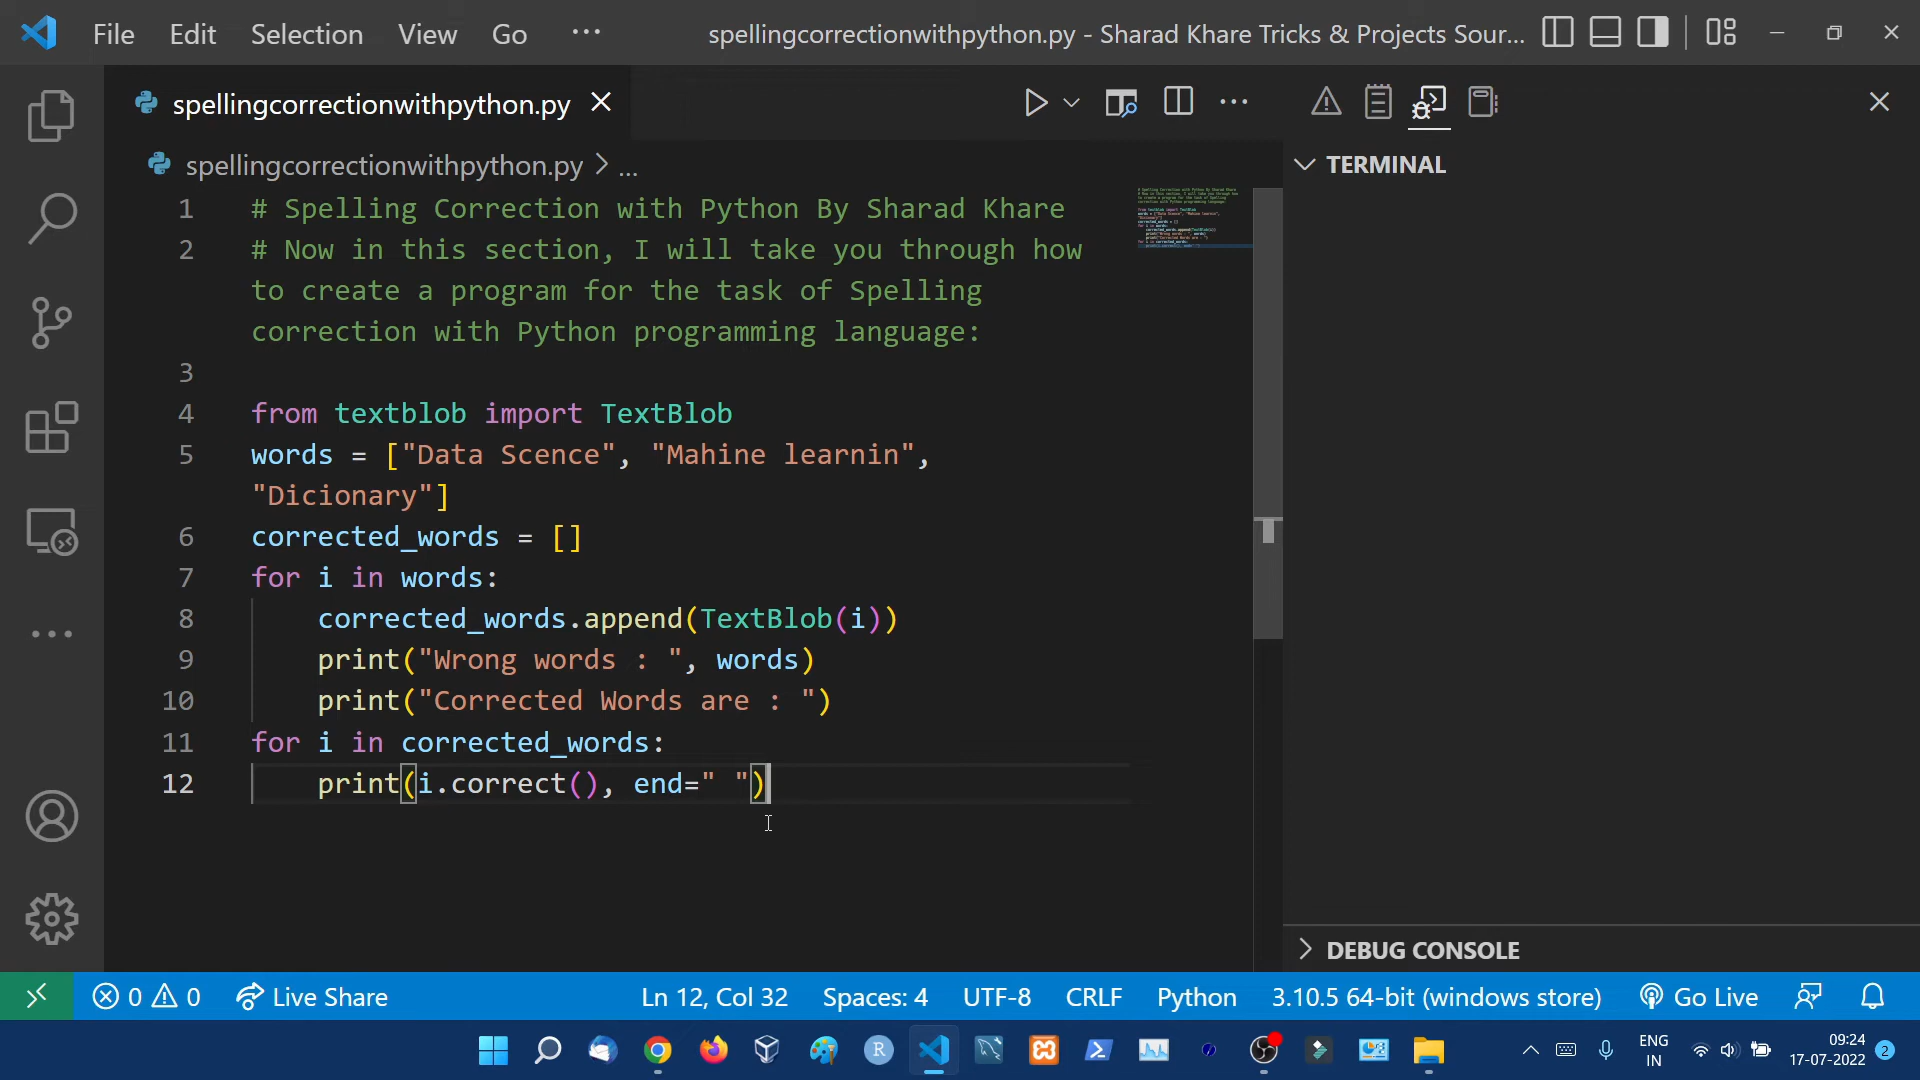 File Edit Selection View Go ··· spellingcorrectionwithpython.py - Sharad Khare Tricks & Projects Sour...
spellingcorrectionwithpython.py
spellingcorrectionwithpython.py > ...
TERMINAL
1 # Spelling Correction with Python By Sharad Khare
2 # Now in this section, I will take you through how
to create a program for the task of Spelling
correction with Python programming language:
3
4 from textblob import TextBlob
5 words = ["Data Scence", "Mahine learnin",
"Dicionary"]
6 corrected_words = []
7 for i in words:
8 corrected_words.append(TextBlob(i))
9 print("Wrong words : ", words)
10 print("Corrected Words are : ")
11 for i in corrected_words:
12 print(i.correct(), end=" ")
DEBUG CONSOLE
0 0 Live Share Ln 12, Col 32 Spaces: 4 UTF-8 CRLF Python 3.10.5 64-bit (windows store) Go Live
R ENG
IN
09:24
17-07-2022 2